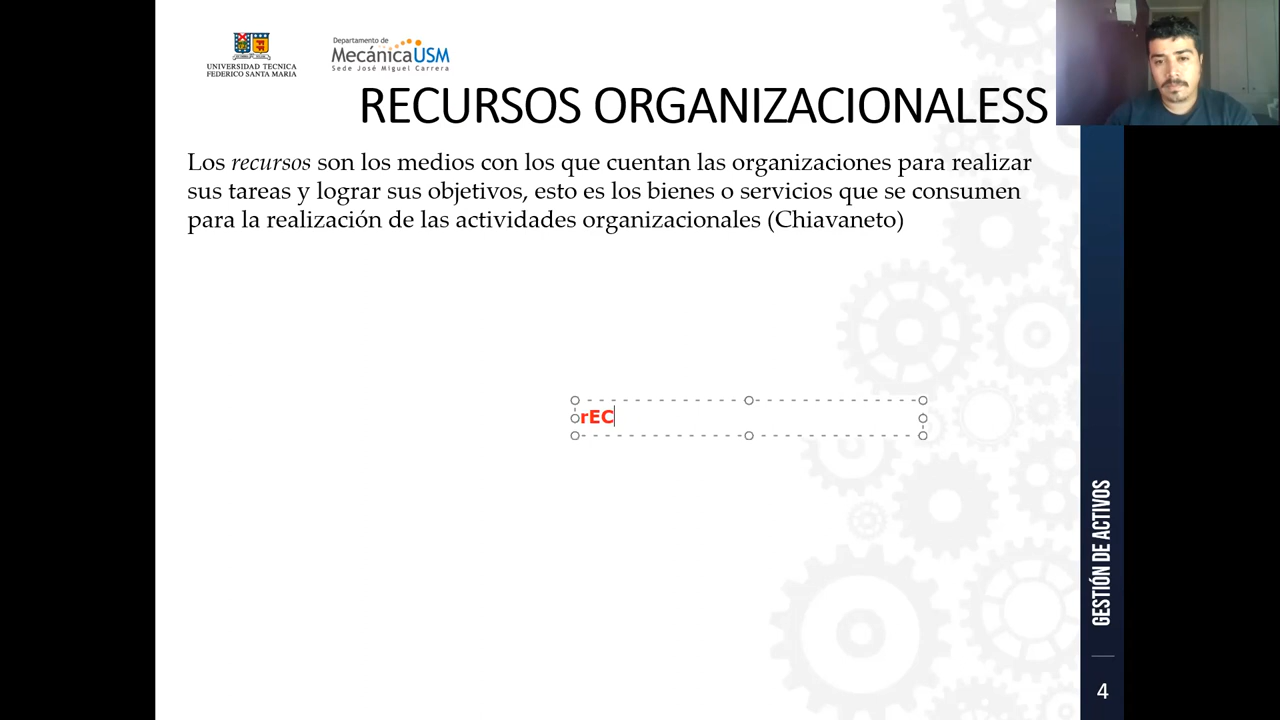 UNIVERSIDAD TECNICA
FEDERICO SANTA MARIA
Departamento de
MecánicaUSM
Sede José Miguel Carrera
RECURSOS ORGANIZACIONALESS
Los recursos son los medios con los que cuentan las organizaciones para realizar
sus tareas y lograr sus objetivos, esto es los bienes o servicios que se consumen
para la realización de las actividades organizacionales (Chiavaneto)
rEC
GESTIÓN DE ACTIVOS
4